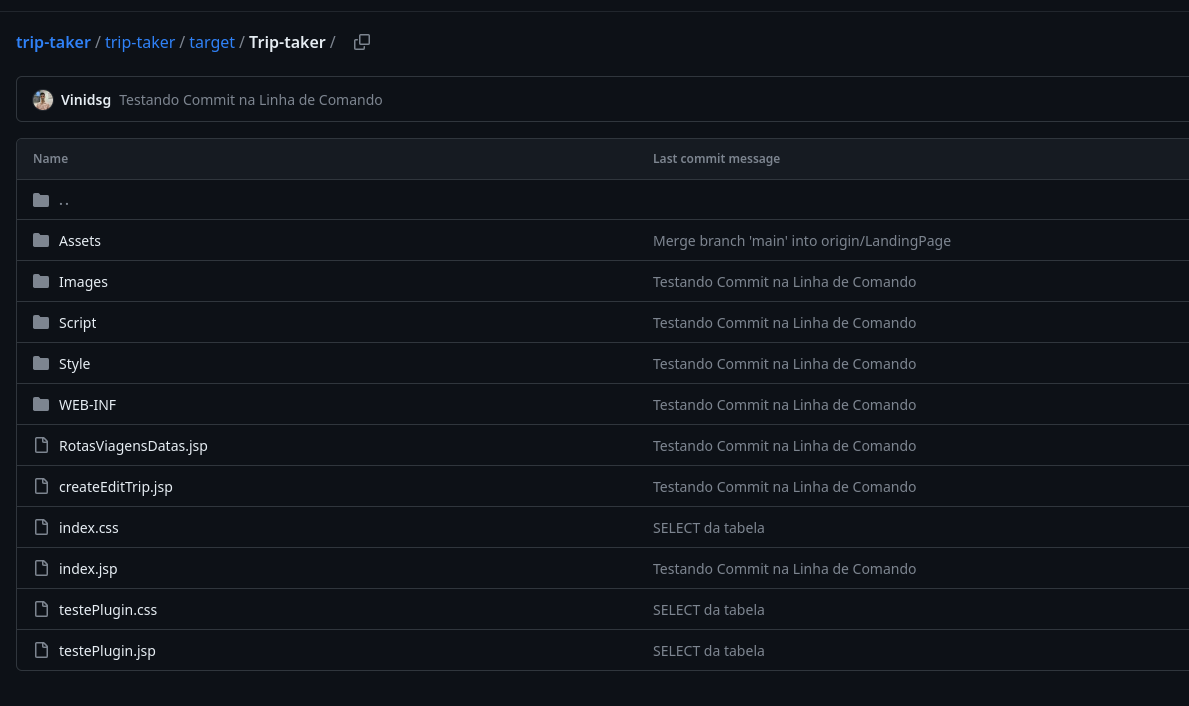 trip-taker / trip-taker / target / Trip-taker /
Vinidsg Testando Commit na Linha de Comando
Name Last commit message
..
Assets Merge branch 'main' into origin/LandingPage
Images Testando Commit na Linha de Comando
Script Testando Commit na Linha de Comando
Style Testando Commit na Linha de Comando
WEB-INF Testando Commit na Linha de Comando
RotasViagensDatas.jsp Testando Commit na Linha de Comando
createEditTrip.jsp Testando Commit na Linha de Comando
index.css SELECT da tabela
index.jsp Testando Commit na Linha de Comando
testePlugin.css SELECT da tabela
testePlugin.jsp SELECT da tabela